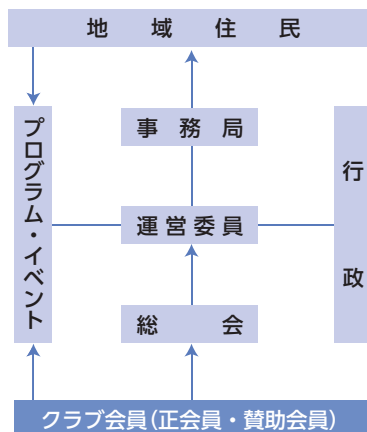 地域住民
事務局
プログラム・イベント
行政
運営委員
総会
クラブ会員(正会員・賛助会員)